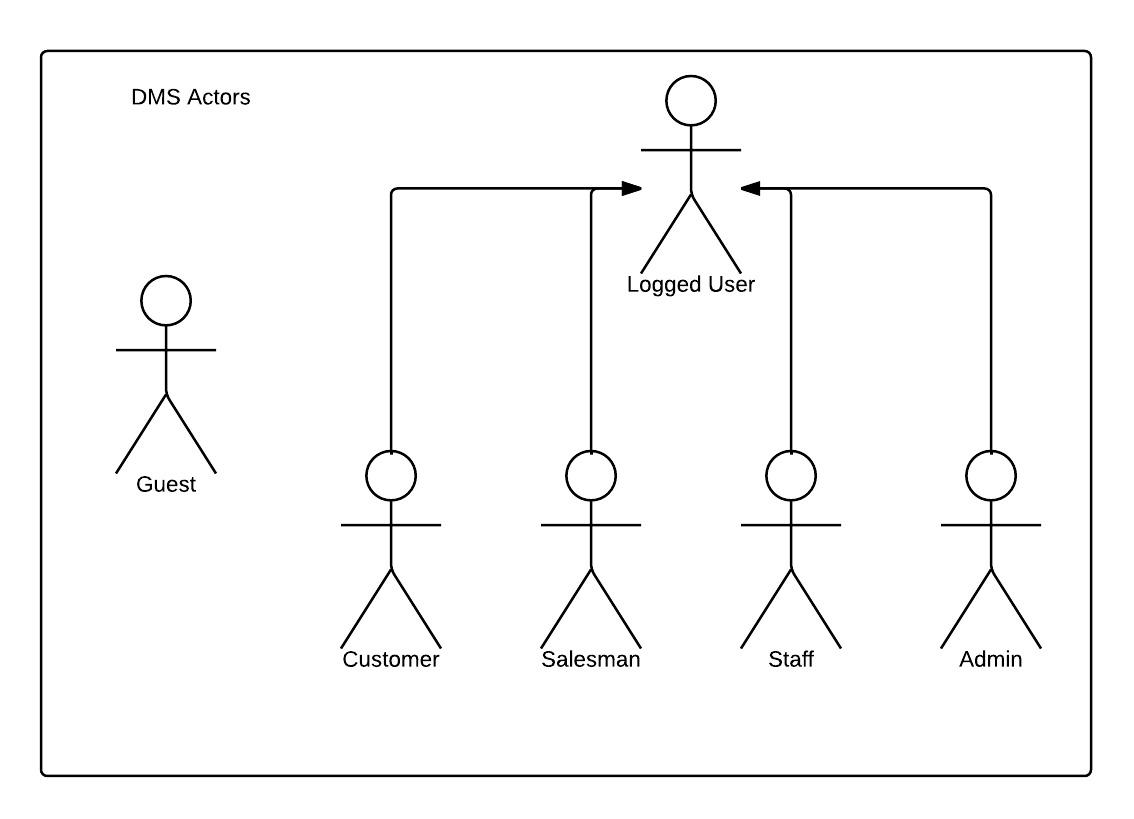 DMS Actors
Logged User
Guest
Customer
Salesman
Staff
Admin